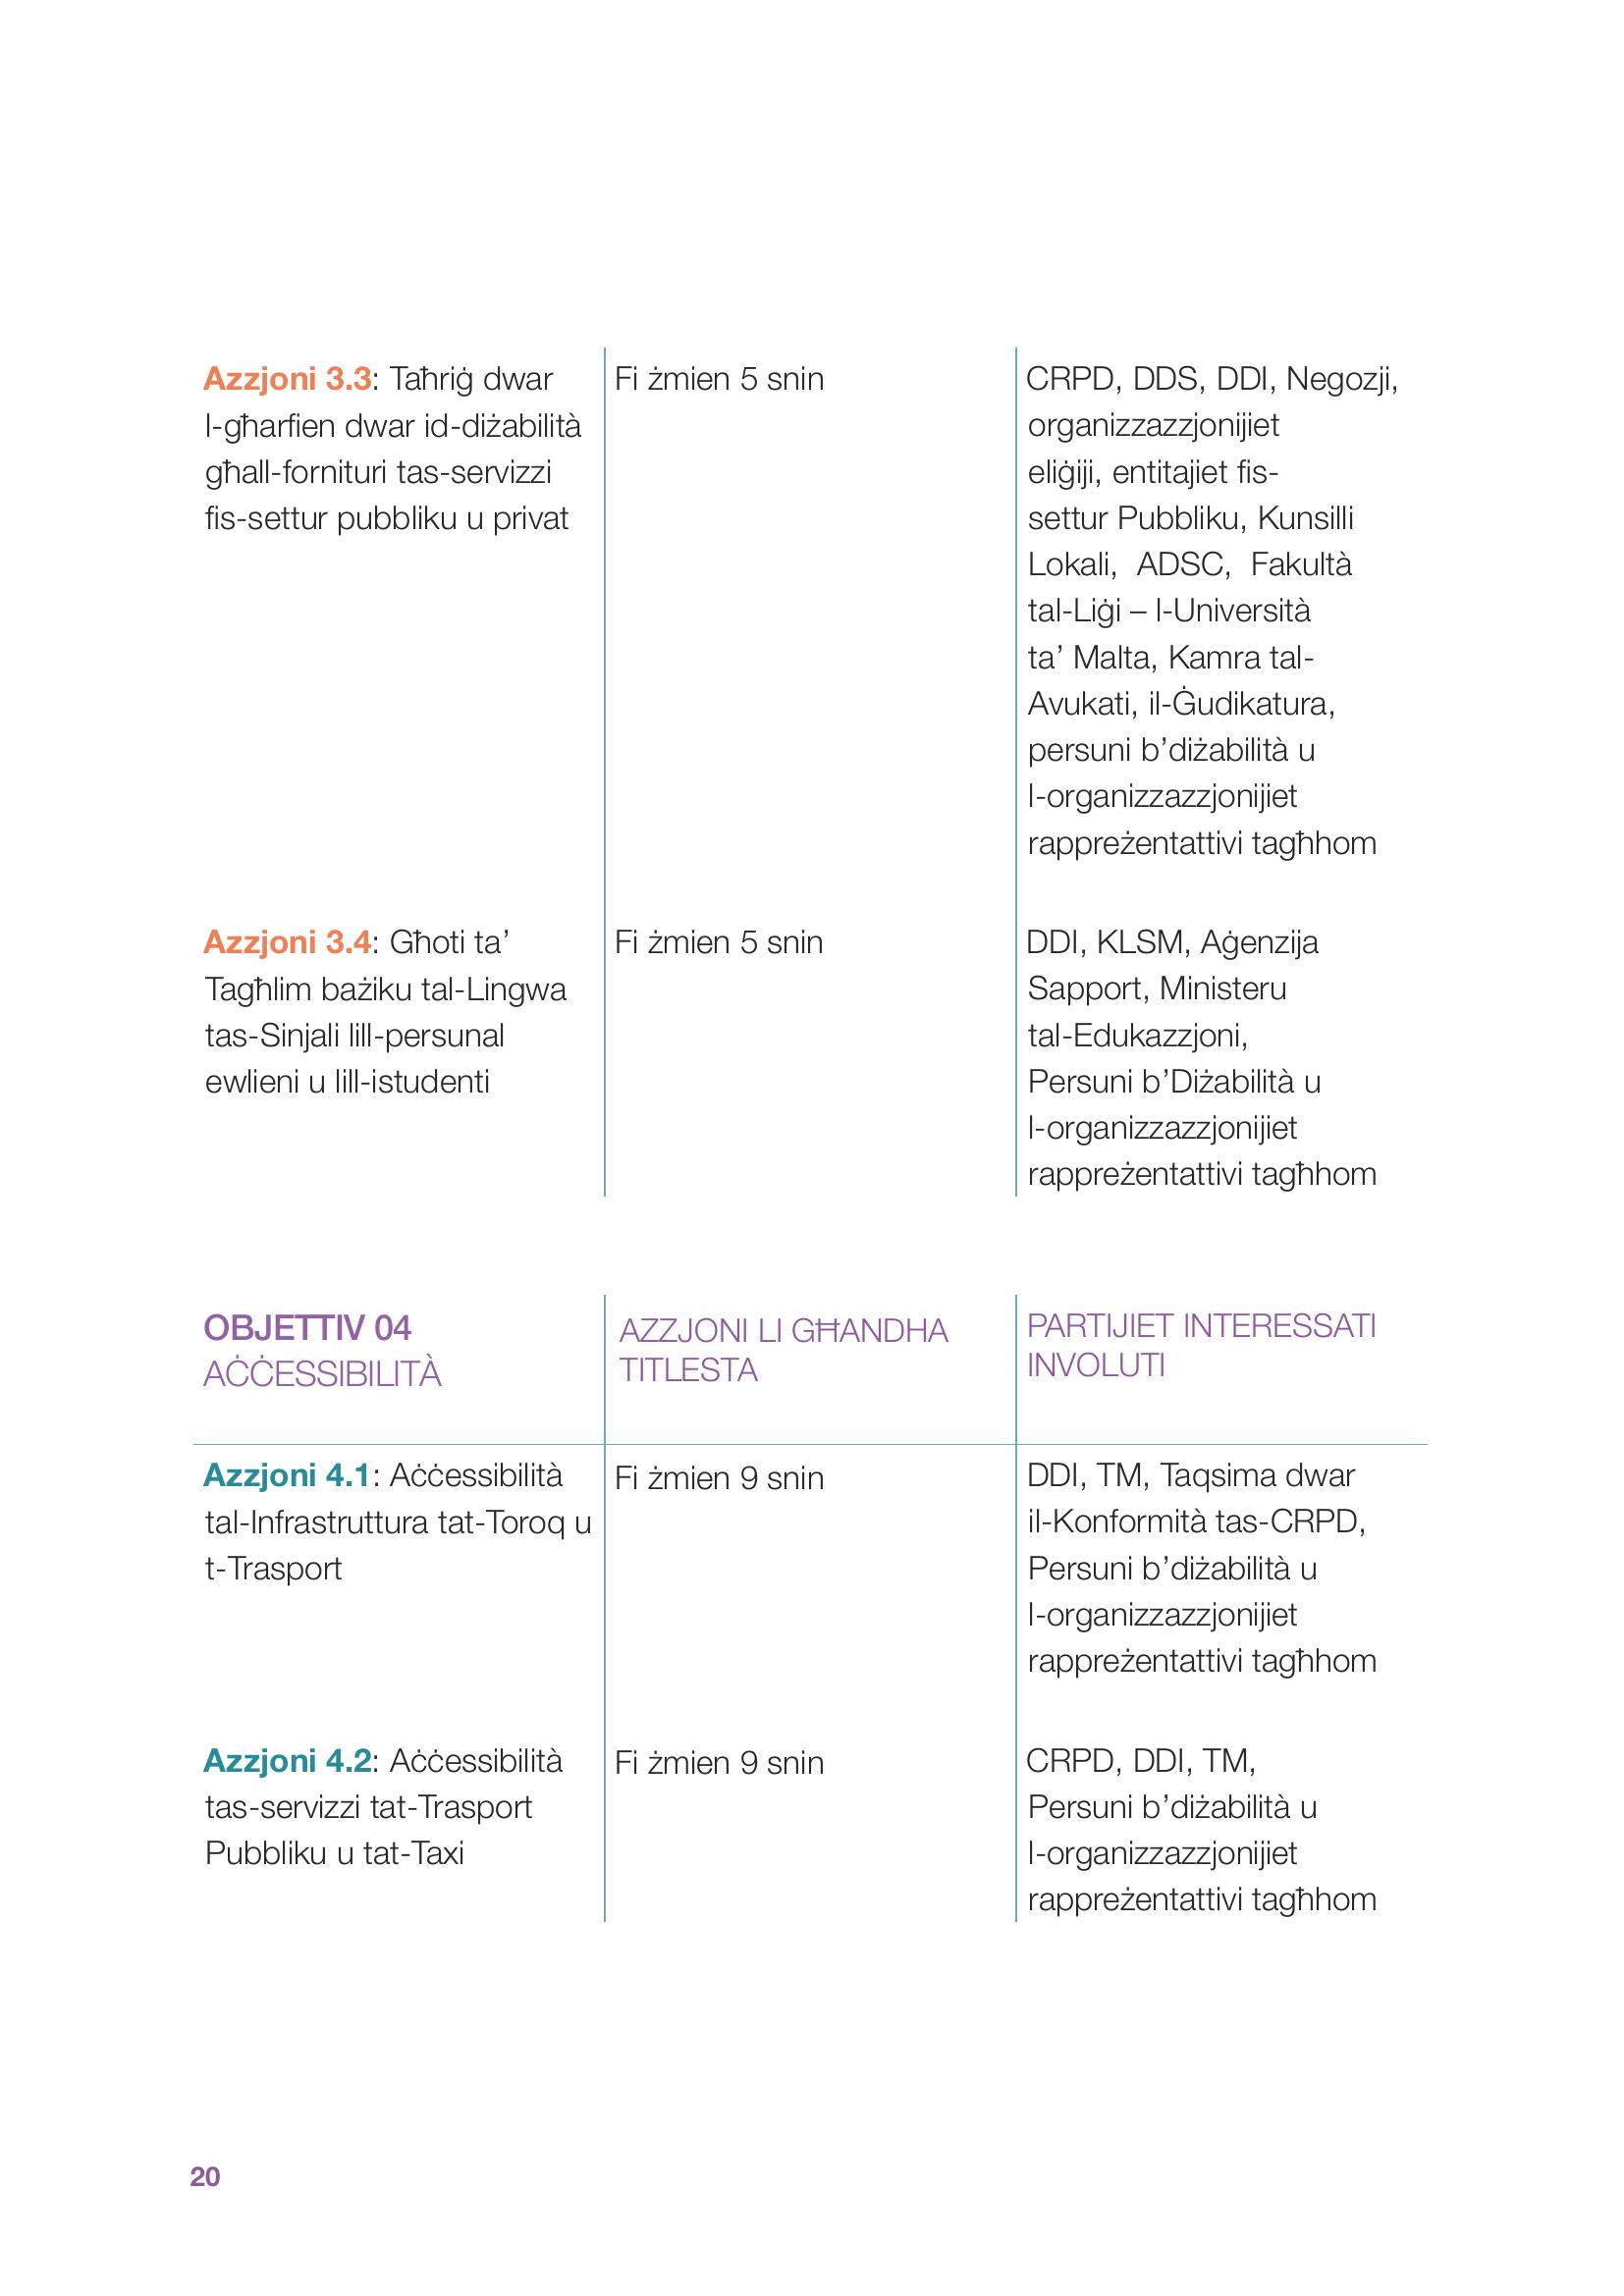 Azzjoni 3.3: Taħriġ dwar
l-għarfien dwar id-diżabilità
għall-fornituri tas-servizzi
fis-settur pubbliku u privat
Fi żmien 5 snin
CRPD, DDS, DDI, Negozji,
organizzazzjonijiet
eliġiji, entitajiet fis-
settur Pubbliku, Kunsilli
Lokali, ADSC, Fakultà
tal-Liġi – l-Università
ta’ Malta, Kamra tal-
Avukati, il-Ġudikatura,
persuni b’diżabilità u
l-organizzazzjonijiet
rappreżentattivi tagħhom
Azzjoni 3.4: Għoti ta’
Tagħlim bażiku tal-Lingwa
tas-Sinjali lill-persunal
ewlieni u lill-istudenti
Fi żmien 5 snin
DDI, KLSM, Aġenzija
Sapport, Ministeru
tal-Edukazzjoni,
Persuni b’Diżabilità u
l-organizzazzjonijiet
rappreżentattivi tagħhom
OBJETTIV 04
AĊĊESSIBILITÀ
AZZJONI LI GĦANDHA
TITLESTA
PARTIJIET INTERESSATI
INVOLUTI
Azzjoni 4.1: Aċċessibilità
tal-Infrastruttura tat-Toroq u
t-Trasport
Fi żmien 9 snin
DDI, TM, Taqsima dwar
il-Konformità tas-CRPD,
Persuni b’diżabilità u
l-organizzazzjonijiet
rappreżentattivi tagħhom
Azzjoni 4.2: Aċċessibilità
tas-servizzi tat-Trasport
Pubbliku u tat-Taxi
Fi żmien 9 snin
CRPD, DDI, TM,
Persuni b’diżabilità u
l-organizzazzjonijiet
rappreżentattivi tagħhom
20